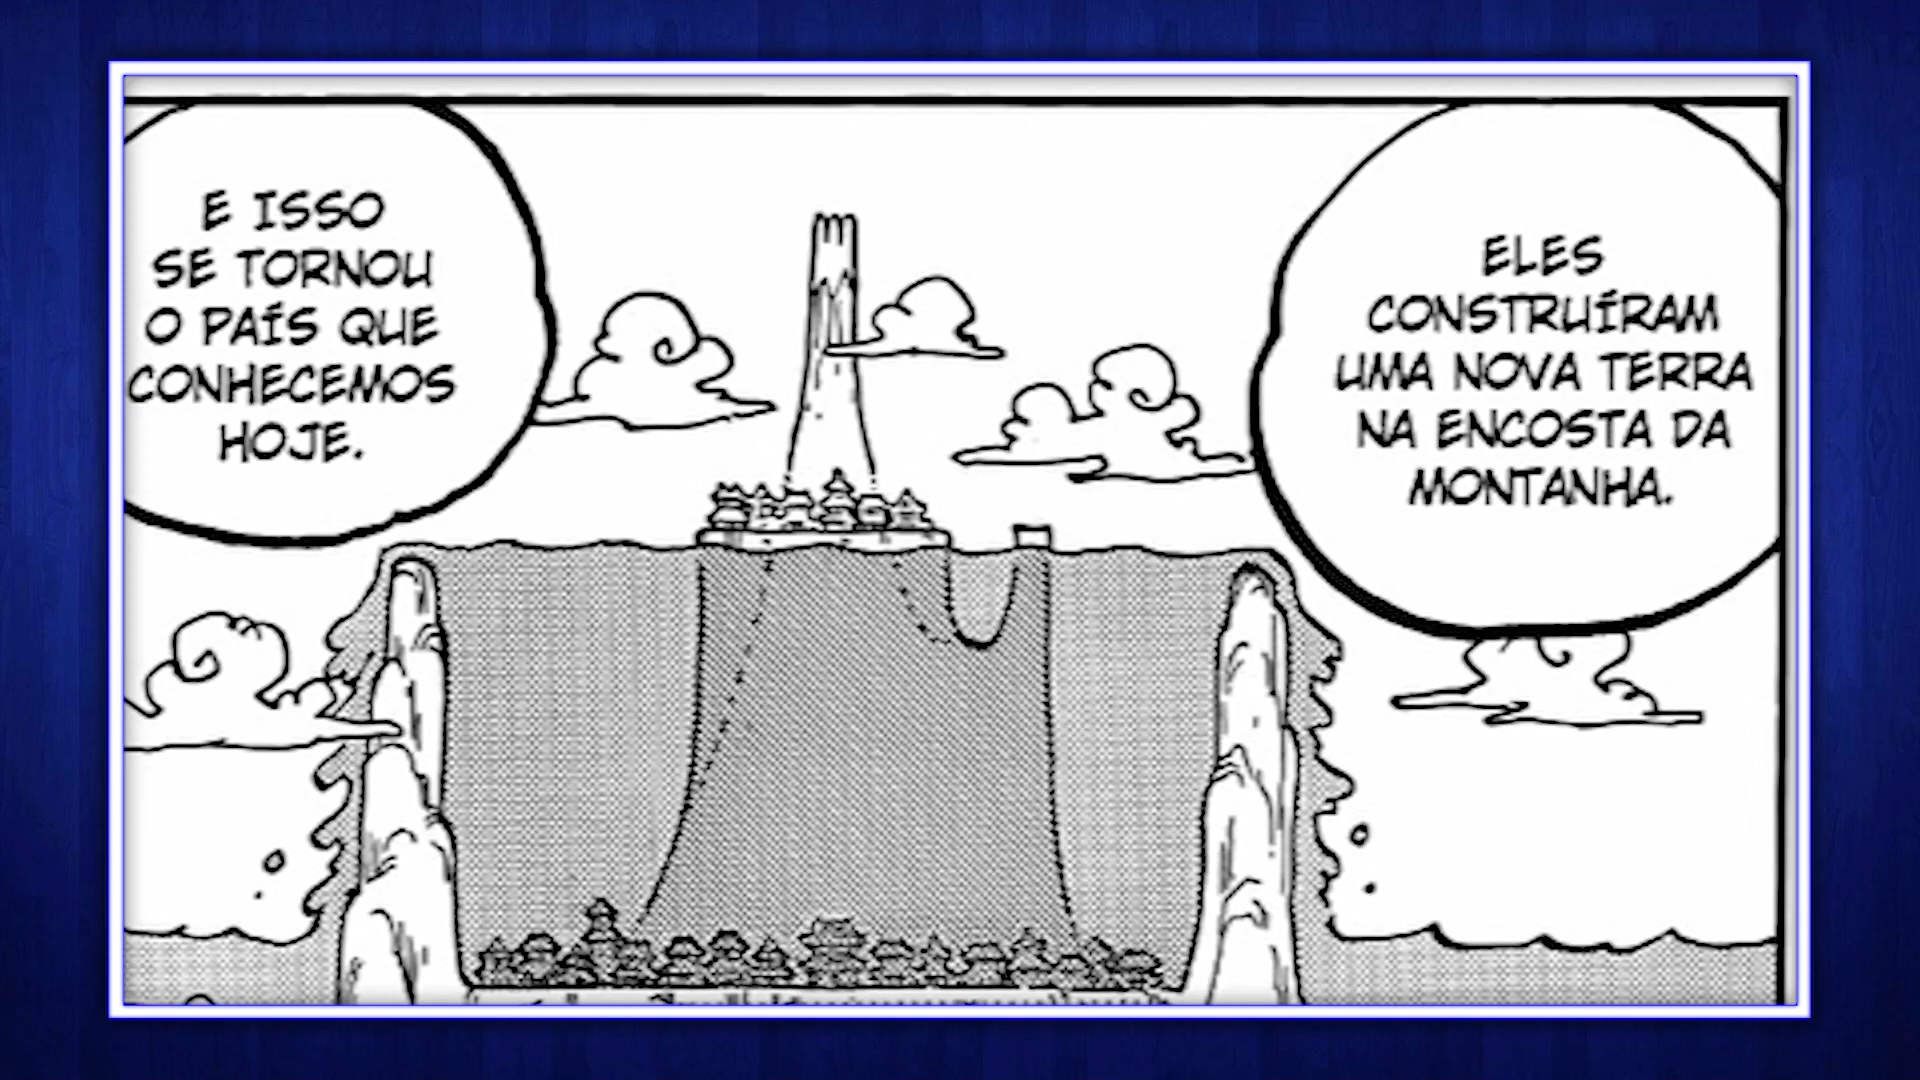 ELES
CONSTRUÍRAM
UMA NOVA TERRA
NA ENCOSTA DA
MONTANHA.
E ISSO
SE TORNOU
O PAÍS QUE
CONHECEMOS
HOJE.